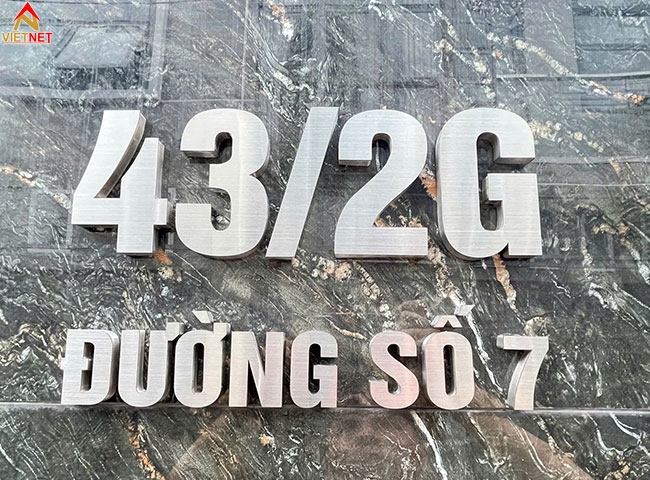 VIETNET
43/2G
ĐƯỜNG SỐ 7